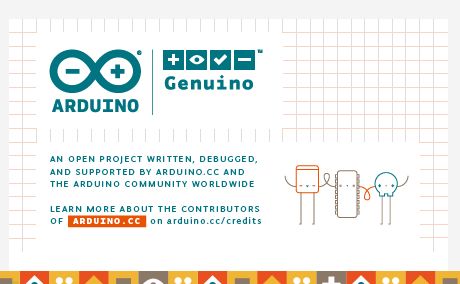 ARDUINO
Genuino
AN OPEN PROJECT WRITTEN, DEBUGGED,
AND SUPPORTED BY ARDUINO.CC AND
THE ARDUINO COMMUNITY WORLDWIDE
LEARN MORE ABOUT THE CONTRIBUTORS
OF ARDUINO.CC on arduino.cc/credits